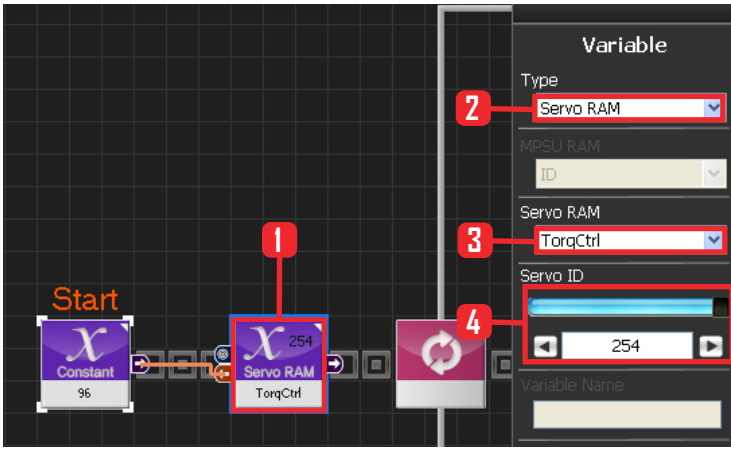 Variable
Type
2
Servo RAM
MPSU RAM
ID
Servo RAM
1
3
TorqCtrl
Servo ID
Start
4
254
254
Constant
Servo RAM
96
TorqCtrl
Variable Name